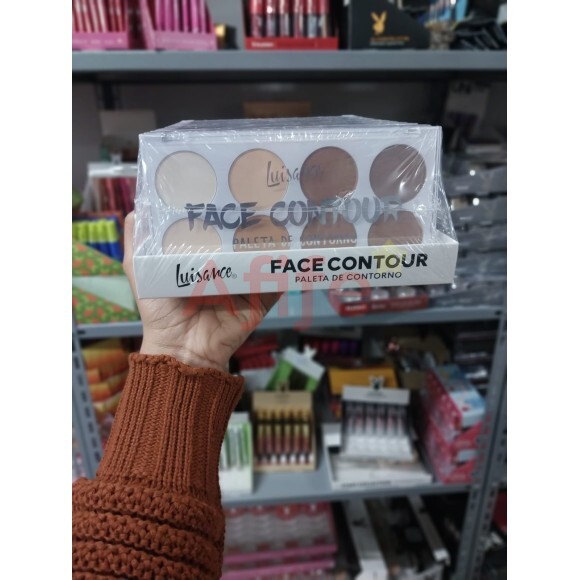 Luisance
FACE CONTOUR
PALETA DE CONTORNO
Luisance
FACE CONTOUR
PALETA DE CONTORNO